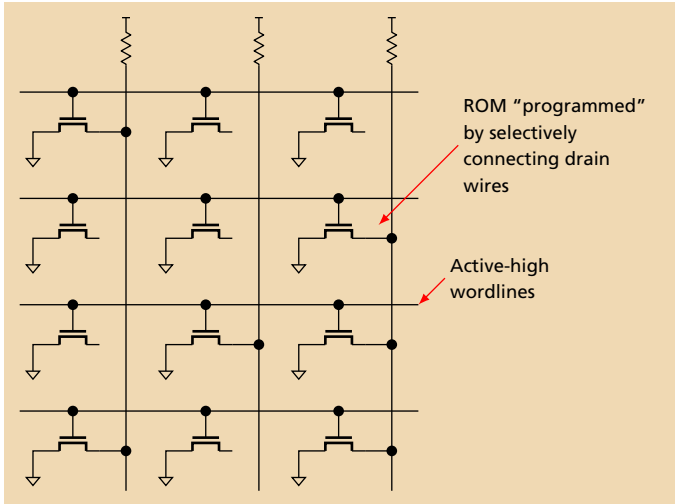 ROM “programmed”
by selectively
connecting drain
wires
Active-high
wordlines